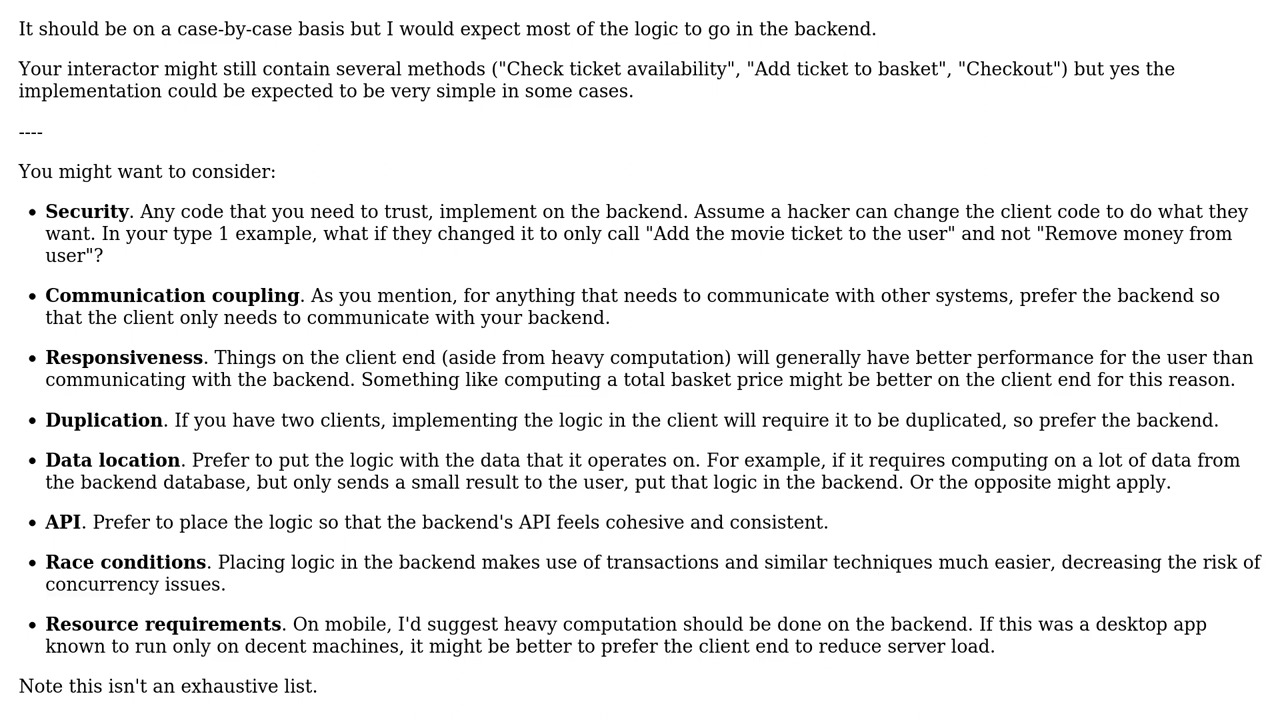 It should be on a case-by-case basis but I would expect most of the logic to go in the backend.
Your interactor might still contain several methods ("Check ticket availability", "Add ticket to basket", "Checkout") but yes the
implementation could be expected to be very simple in some cases.
----
You might want to consider:
• Security. Any code that you need to trust, implement on the backend. Assume a hacker can change the client code to do what they
want. In your type 1 example, what if they changed it to only call "Add the movie ticket to the user" and not "Remove money from
user"?
• Communication coupling. As you mention, for anything that needs to communicate with other systems, prefer the backend so
that the client only needs to communicate with your backend.
• Responsiveness. Things on the client end (aside from heavy computation) will generally have better performance for the user than
communicating with the backend. Something like computing a total basket price might be better on the client end for this reason.
• Duplication. If you have two clients, implementing the logic in the client will require it to be duplicated, so prefer the backend.
• Data location. Prefer to put the logic with the data that it operates on. For example, if it requires computing on a lot of data from
the backend database, but only sends a small result to the user, put that logic in the backend. Or the opposite might apply.
• API. Prefer to place the logic so that the backend's API feels cohesive and consistent.
• Race conditions. Placing logic in the backend makes use of transactions and similar techniques much easier, decreasing the risk of
concurrency issues.
• Resource requirements. On mobile, I'd suggest heavy computation should be done on the backend. If this was a desktop app
known to run only on decent machines, it might be better to prefer the client end to reduce server load.
Note this isn't an exhaustive list.